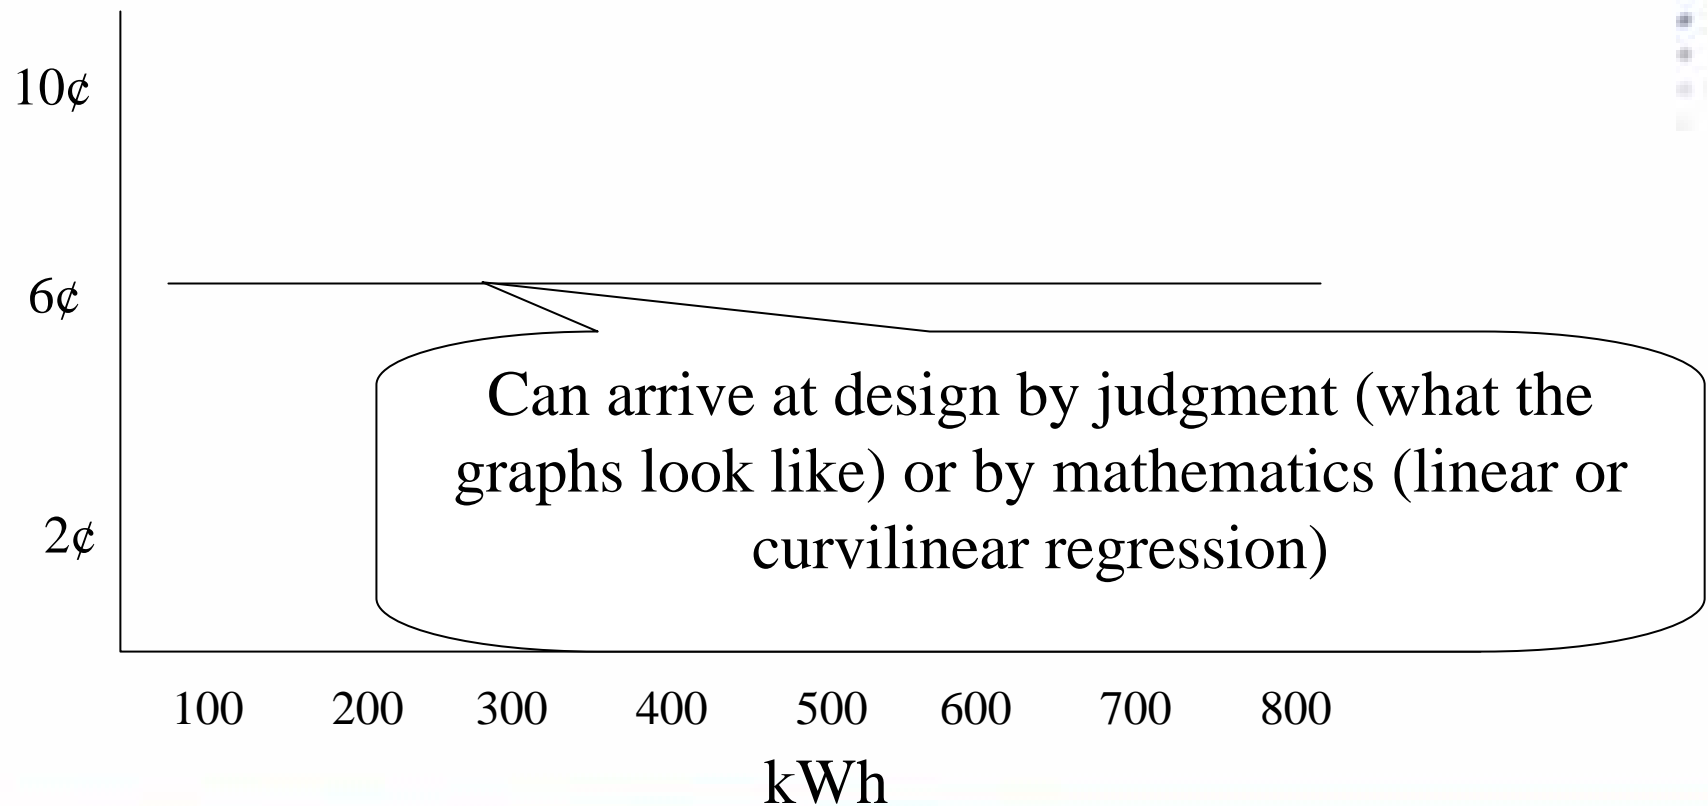 10¢
6¢
2¢
Can arrive at design by judgment (what the
graphs look like) or by mathematics (linear or
curvilinear regression)
100 200 300 400 500 600 700 800
kWh